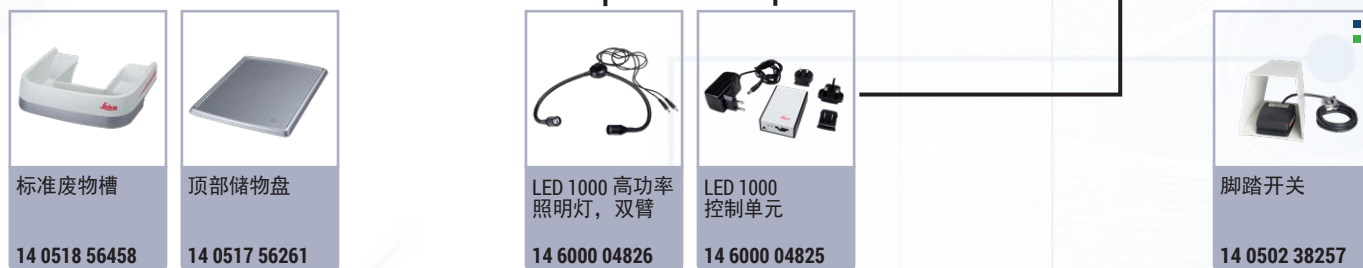 标准废物槽
14 0518 56458
顶部储物盘
14 0517 56261
LED 1000 高功率
照明灯，双臂
14 6000 04826
LED 1000
控制单元
14 6000 04825
脚踏开关
14 0502 38257
Leica